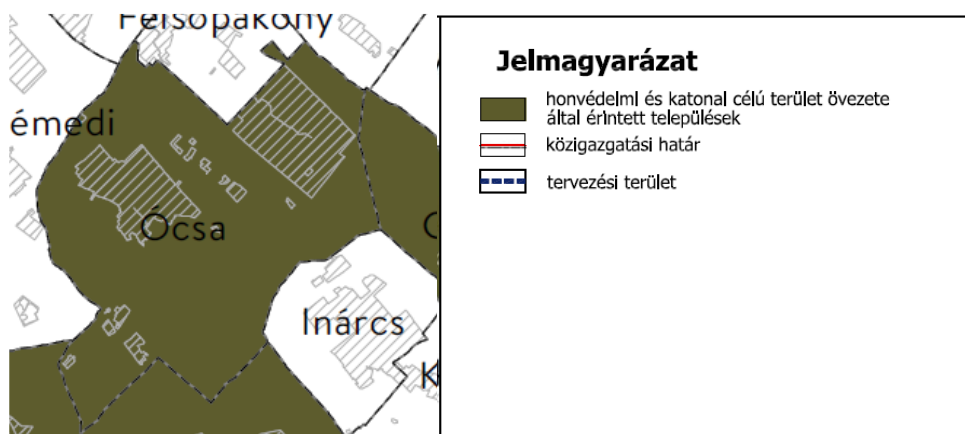 Felsőpakony
émedi
Ócsa
Inárcs
K
Jelmagyarázat
honvédelmi és katonai célú terület övezete
által érintett települések
közigazgatási határ
tervezési terület